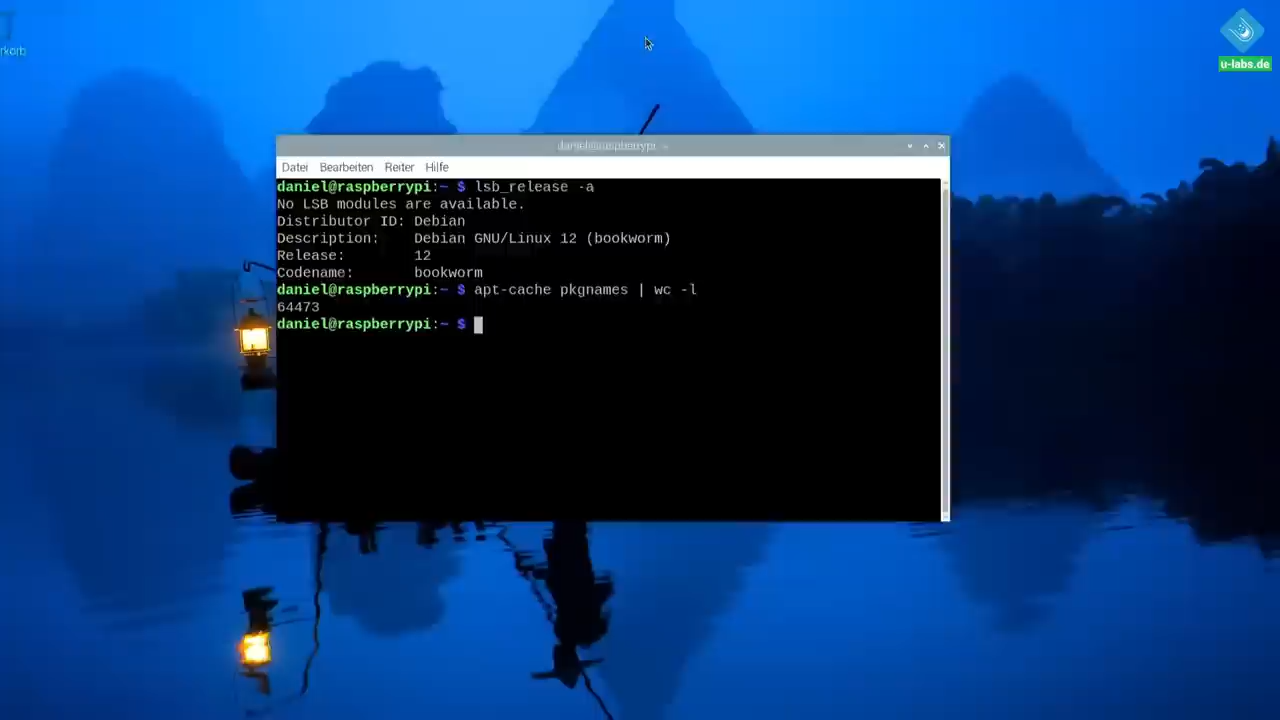 u-labs.de
rkorb
daniel@raspberrypi: ~
Datei Bearbeiten Reiter Hilfe
daniel@raspberrypi:~ $ lsb_release -a
No LSB modules are available.
Distributor ID: Debian
Description:    Debian GNU/Linux 12 (bookworm)
Release:        12
Codename:       bookworm
daniel@raspberrypi:~ $ apt-cache pkgnames | wc -l
64473
daniel@raspberrypi:~ $